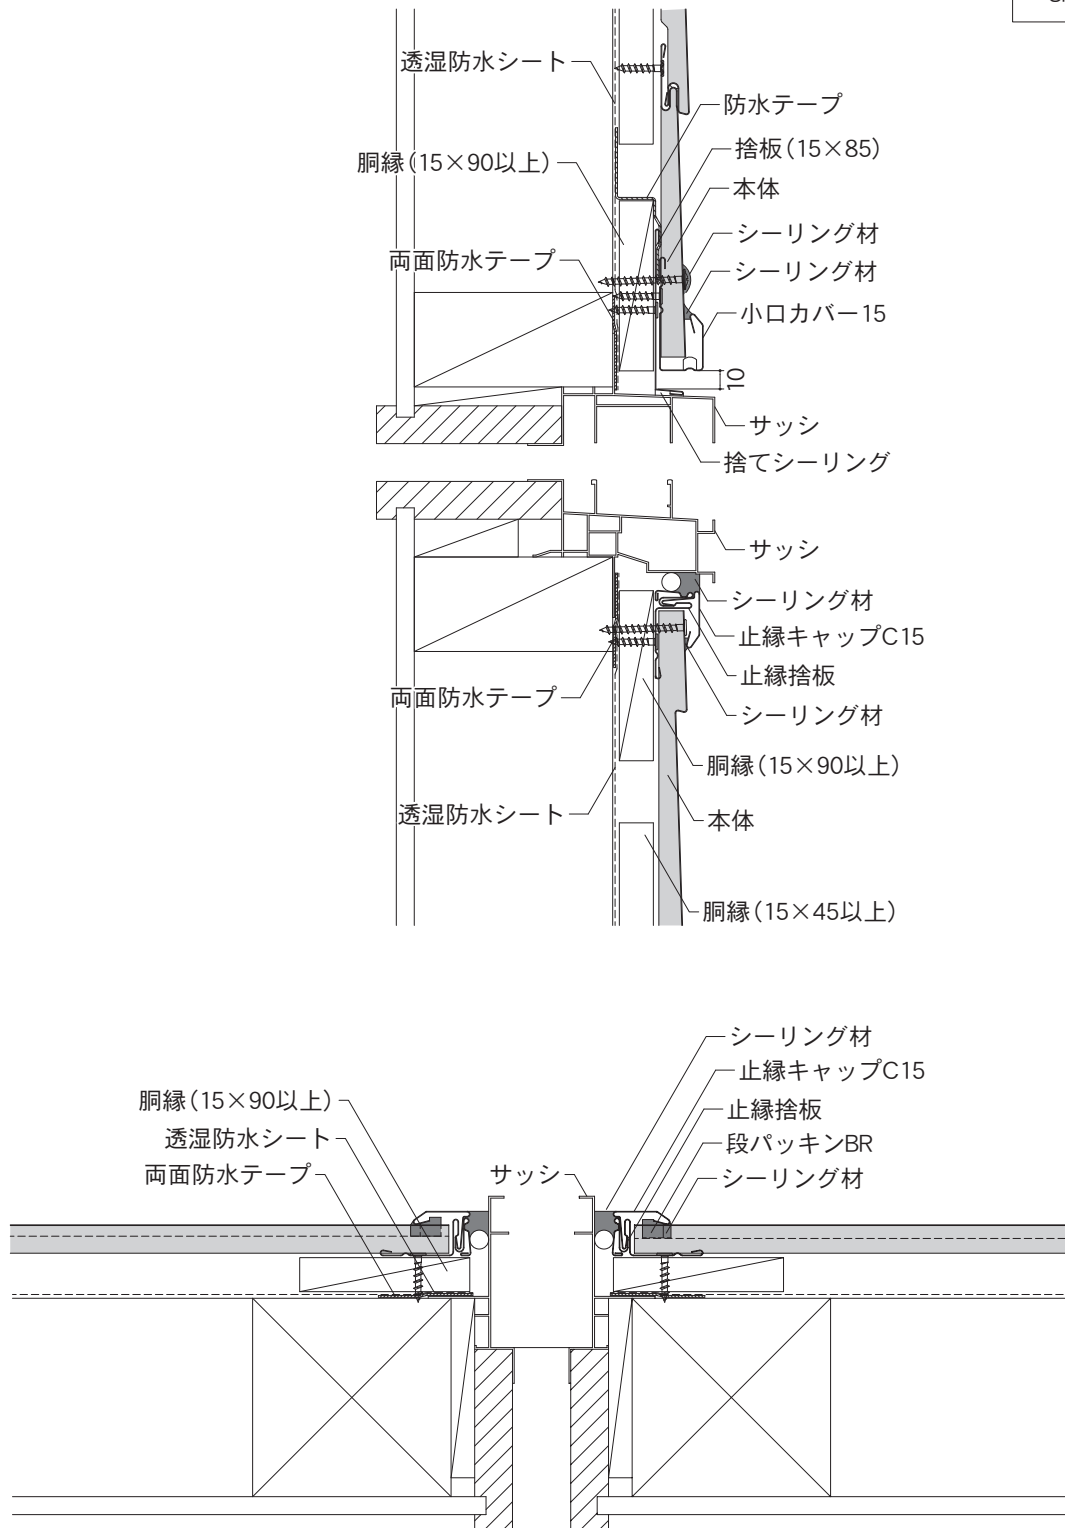 透湿防水シート
防水テープ
捨板(15×85)
胴縁(15×90以上)
本体
シーリング材
両面防水テープ
シーリング材
小口カバー15
10
サッシ
捨てシーリング
サッシ
シーリング材
止縁キャップC15
止縁捨板
両面防水テープ
シーリング材
胴縁(15×90以上)
透湿防水シート
本体
胴縁(15×45以上)
シーリング材
止縁キャップC15
胴縁(15×90以上)
止縁捨板
透湿防水シート
段パッキンBR
両面防水テープ
サッシ
シーリング材